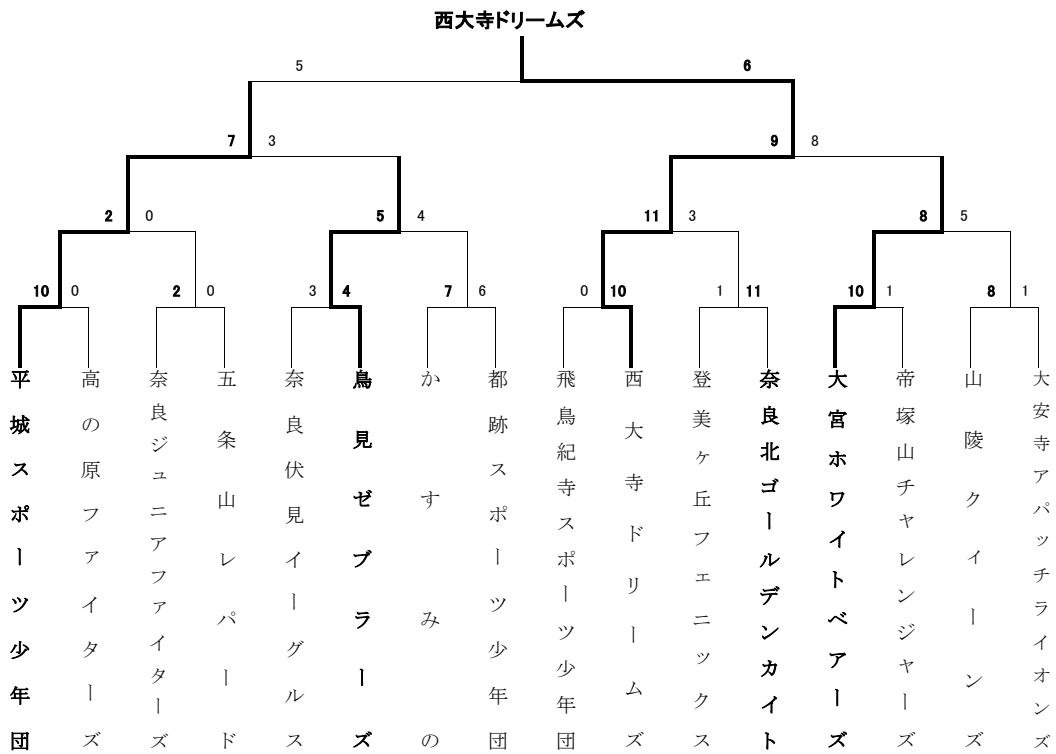 西大寺ドリームズ
5 6
7 3 9 8
2 0 5 4 11 3 8 5
10 0 2 0 3 4 7 6 0 10 1 11 10 1 8 1
平城スポーツ少年団
高の原ファイターズ
奈良ジュニアファイターズ
五条山レパード
奈良伏見イーグルス
鳥見ゼブラーズ
かすみの
都跡スポーツ少年団
飛鳥紀寺スポーツ少年団
西大寺ドリームズ
登美ヶ丘フェニックス
奈良北ゴールデンカイト
大宮ホワイトベアーズ
帝塚山チャレンジャーズ
山陵クイーンズ
大安寺アパッチライオンズ